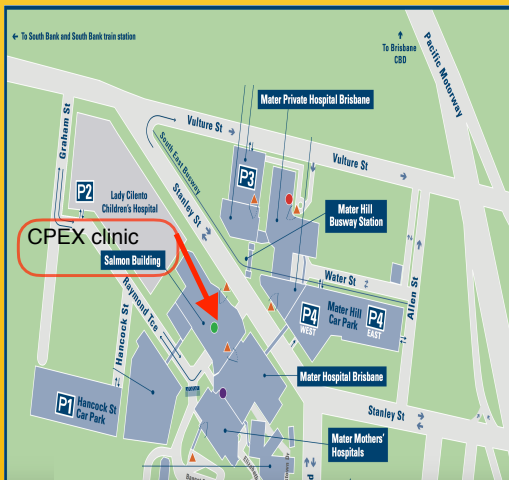 ← To South Bank and South Bank train station
↑
To Brisbane
CBD
Pacific Motorway
Mater Private Hospital Brisbane
Graham St
Vulture St →
South East Busway
Vulture St →
P3
P2
Lady Cilento
Children's Hospital
Stanley St
Mater Hill
Busway Station
CPEX clinic
Salmon Building
Water St
Allen St
Raymond Tce
Hancock St
P4
WEST
Mater Hill
Car Park
P4
EAST
Mater Hospital Brisbane
P1
Hancock St
Car Park
Stanley St
Mater Mothers'
Hospitals